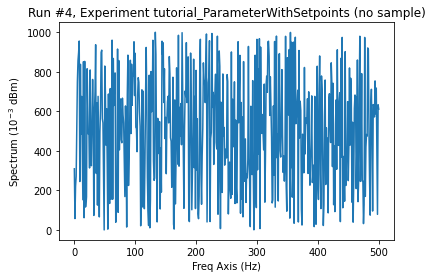 Run #4, Experiment tutorial_ParameterWithSetpoints (no sample)
1000
800
600
400
200
0
Spectrum (10⁻³ dBm)
0 100 200 300 400 500
Freq Axis (Hz)